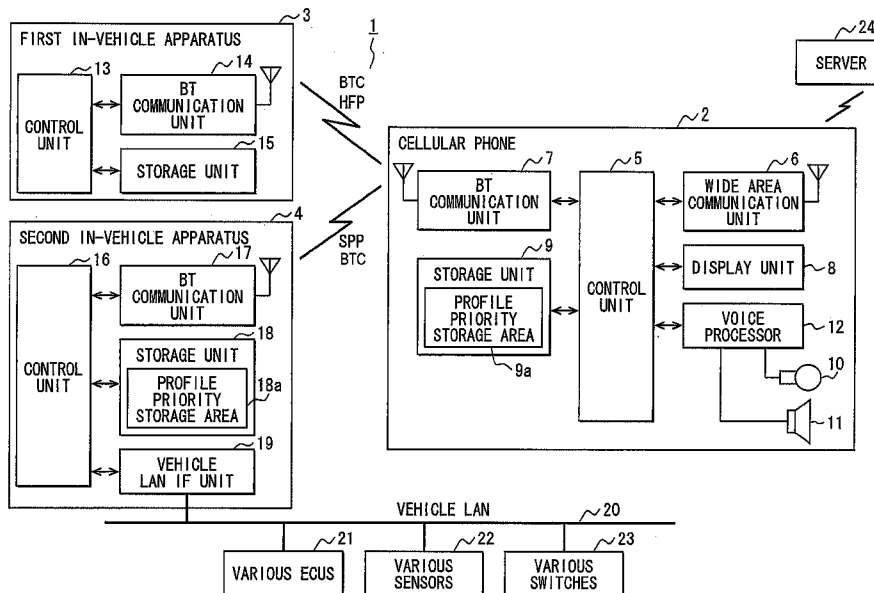 3
FIRST IN-VEHICLE APPARATUS
13
CONTROL
UNIT
14
BT
COMMUNICATION
UNIT
15
STORAGE UNIT
1
BTC
HFP
24
SERVER
4
SECOND IN-VEHICLE APPARATUS
16
CONTROL
UNIT
17
BT
COMMUNICATION
UNIT
18
STORAGE UNIT
PROFILE
PRIORITY
STORAGE AREA
18a
19
VEHICLE
LAN IF UNIT
SPP
BTC
2
CELLULAR PHONE
7
BT
COMMUNICATION
UNIT
9
STORAGE UNIT
PROFILE
PRIORITY
STORAGE AREA
9a
5
CONTROL
UNIT
6
WIDE AREA
COMMUNICATION
UNIT
DISPLAY UNIT
8
VOICE
PROCESSOR
12
10
11
VEHICLE LAN
20
21
VARIOUS ECUS
22
VARIOUS
SENSORS
23
VARIOUS
SWITCHES